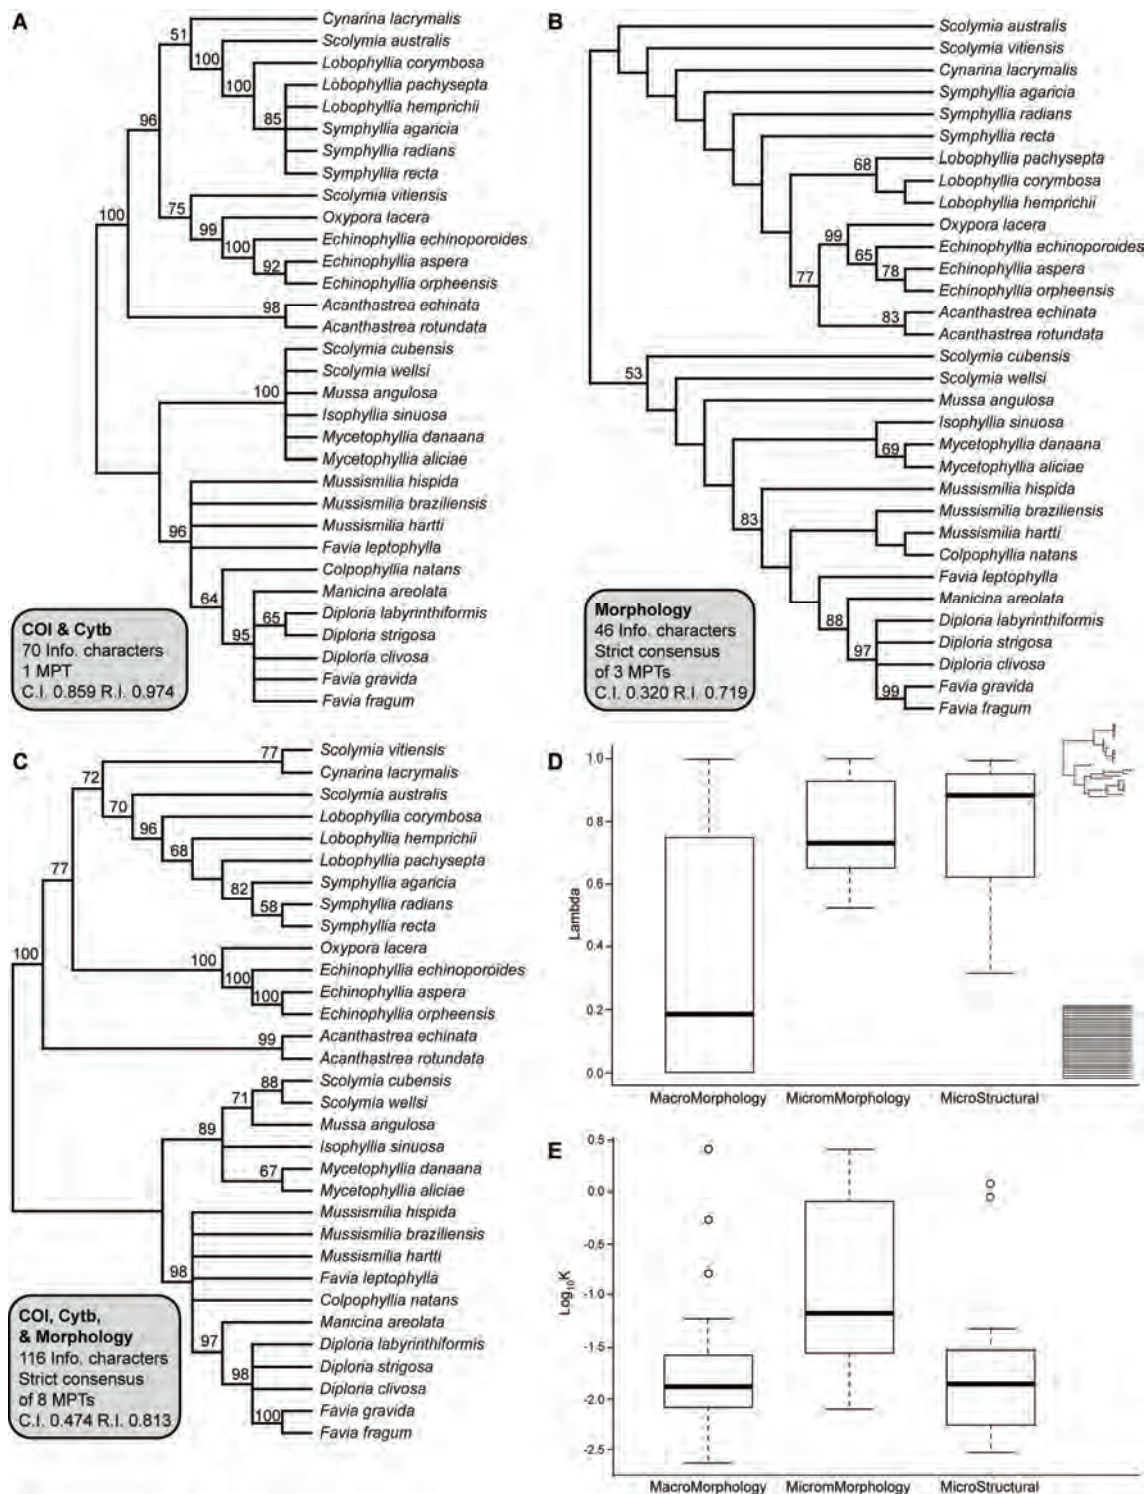 A
51
Cynarina lacrymalis
100
Scolymia australis
100
Lobophyllia corymbosa
Lobophyllia pachysepta
96
Lobophyllia hemprichii
85
Symphyllia agaricia
Symphyllia radians
Symphyllia recta
75
Scolymia vitiensis
100
99
Oxypora lacera
100
Echinophyllia echinoporoides
92
Echinophyllia aspera
Echinophyllia orpheensis
98
Acanthastrea echinata
Acanthastrea rotundata
Scolymia cubensis
Scolymia wellsi
100
Mussa angulosa
Isophyllia sinuosa
Mycetophyllia danaana
Mycetophyllia aliciae
Mussismilia hispida
Mussismilia braziliensis
96
Mussismilia hartti
Favia leptophylla
64
Colpophyllia natans
Manicina areolata
65
Diploria labyrinthiformis
95
Diploria strigosa
Diploria clivosa
Favia gravida
Favia fragum
COI & Cytb
70 Info. characters
1 MPT
C.I. 0.859 R.I. 0.974
B
Scolymia australis
Scolymia vitiensis
Cynarina lacrymalis
Symphyllia agaricia
Symphyllia radians
Symphyllia recta
68
Lobophyllia pachysepta
Lobophyllia corymbosa
Lobophyllia hemprichii
99
Oxypora lacera
65
Echinophyllia echinoporoides
77
78
Echinophyllia aspera
Echinophyllia orpheensis
83
Acanthastrea echinata
Acanthastrea rotundata
53
Scolymia cubensis
Scolymia wellsi
Mussa angulosa
Isophyllia sinuosa
69
Mycetophyllia danaana
Mycetophyllia aliciae
83
Mussismilia hispida
Mussismilia braziliensis
Mussismilia hartti
Colpophyllia natans
Favia leptophylla
88
Manicina areolata
Diploria labyrinthiformis
97
Diploria strigosa
Diploria clivosa
99
Favia gravida
Favia fragum
Morphology
46 Info. characters
Strict consensus
of 3 MPTs
C.I. 0.320 R.I. 0.719
C
77
Scolymia vitiensis
72
Cynarina lacrymalis
70
Scolymia australis
96
Lobophyllia corymbosa
68
Lobophyllia hemprichii
77
Lobophyllia pachysepta
82
Symphyllia agaricia
58
Symphyllia radians
Symphyllia recta
100
100
Oxypora lacera
100
Echinophyllia echinoporoides
100
Echinophyllia aspera
Echinophyllia orpheensis
99
Acanthastrea echinata
Acanthastrea rotundata
88
Scolymia cubensis
71
Scolymia wellsi
89
Mussa angulosa
Isophyllia sinuosa
67
Mycetophyllia danaana
Mycetophyllia aliciae
Mussismilia hispida
Mussismilia braziliensis
98
Mussismilia hartti
Favia leptophylla
Colpophyllia natans
97
Manicina areolata
98
Diploria labyrinthiformis
Diploria strigosa
Diploria clivosa
100
Favia gravida
Favia fragum
COI, Cytb,
& Morphology
116 Info. characters
Strict consensus
of 8 MPTs
C.I. 0.474 R.I. 0.813
D
1.0
0.8
0.6
0.4
0.2
0.0
Lambda
MacroMorphology MicromMorphology MicroStructural
E
0.5
0.0
-0.5
-1.0
-1.5
-2.0
-2.5
Log10K
MacroMorphology MicromMorphology MicroStructural